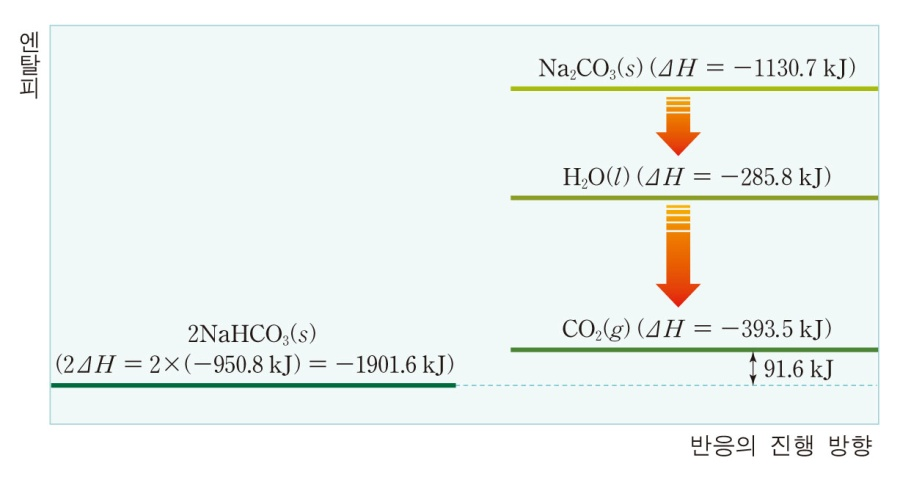 엔탈피
Na₂CO₃(s) (ΔH = −1130.7 kJ)
H₂O(l) (ΔH = −285.8 kJ)
2NaHCO₃(s)
(2ΔH = 2×(−950.8 kJ) = −1901.6 kJ)
CO₂(g) (ΔH = −393.5 kJ)
91.6 kJ
반응의 진행 방향